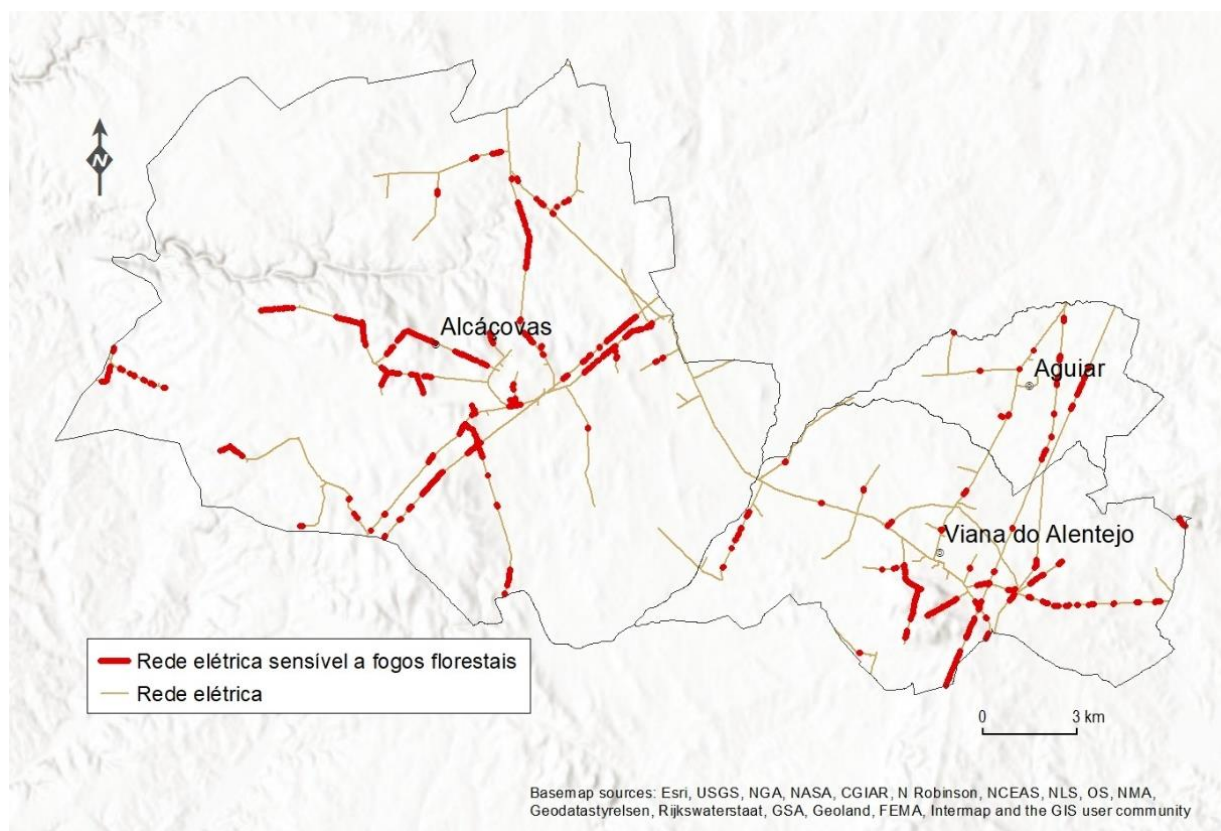 N
Alcáçovas
Aguiar
Viana do Alentejo
Rede elétrica sensível a fogos florestais
Rede elétrica
0 3 km
Basemap sources: Esri, USGS, NGA, NASA, CGIAR, N Robinson, NCEAS, NLS, OS, NMA,
Geodatastyrelsen, Rijkswaterstaat, GSA, Geoland, FEMA, Intermap and the GIS user community